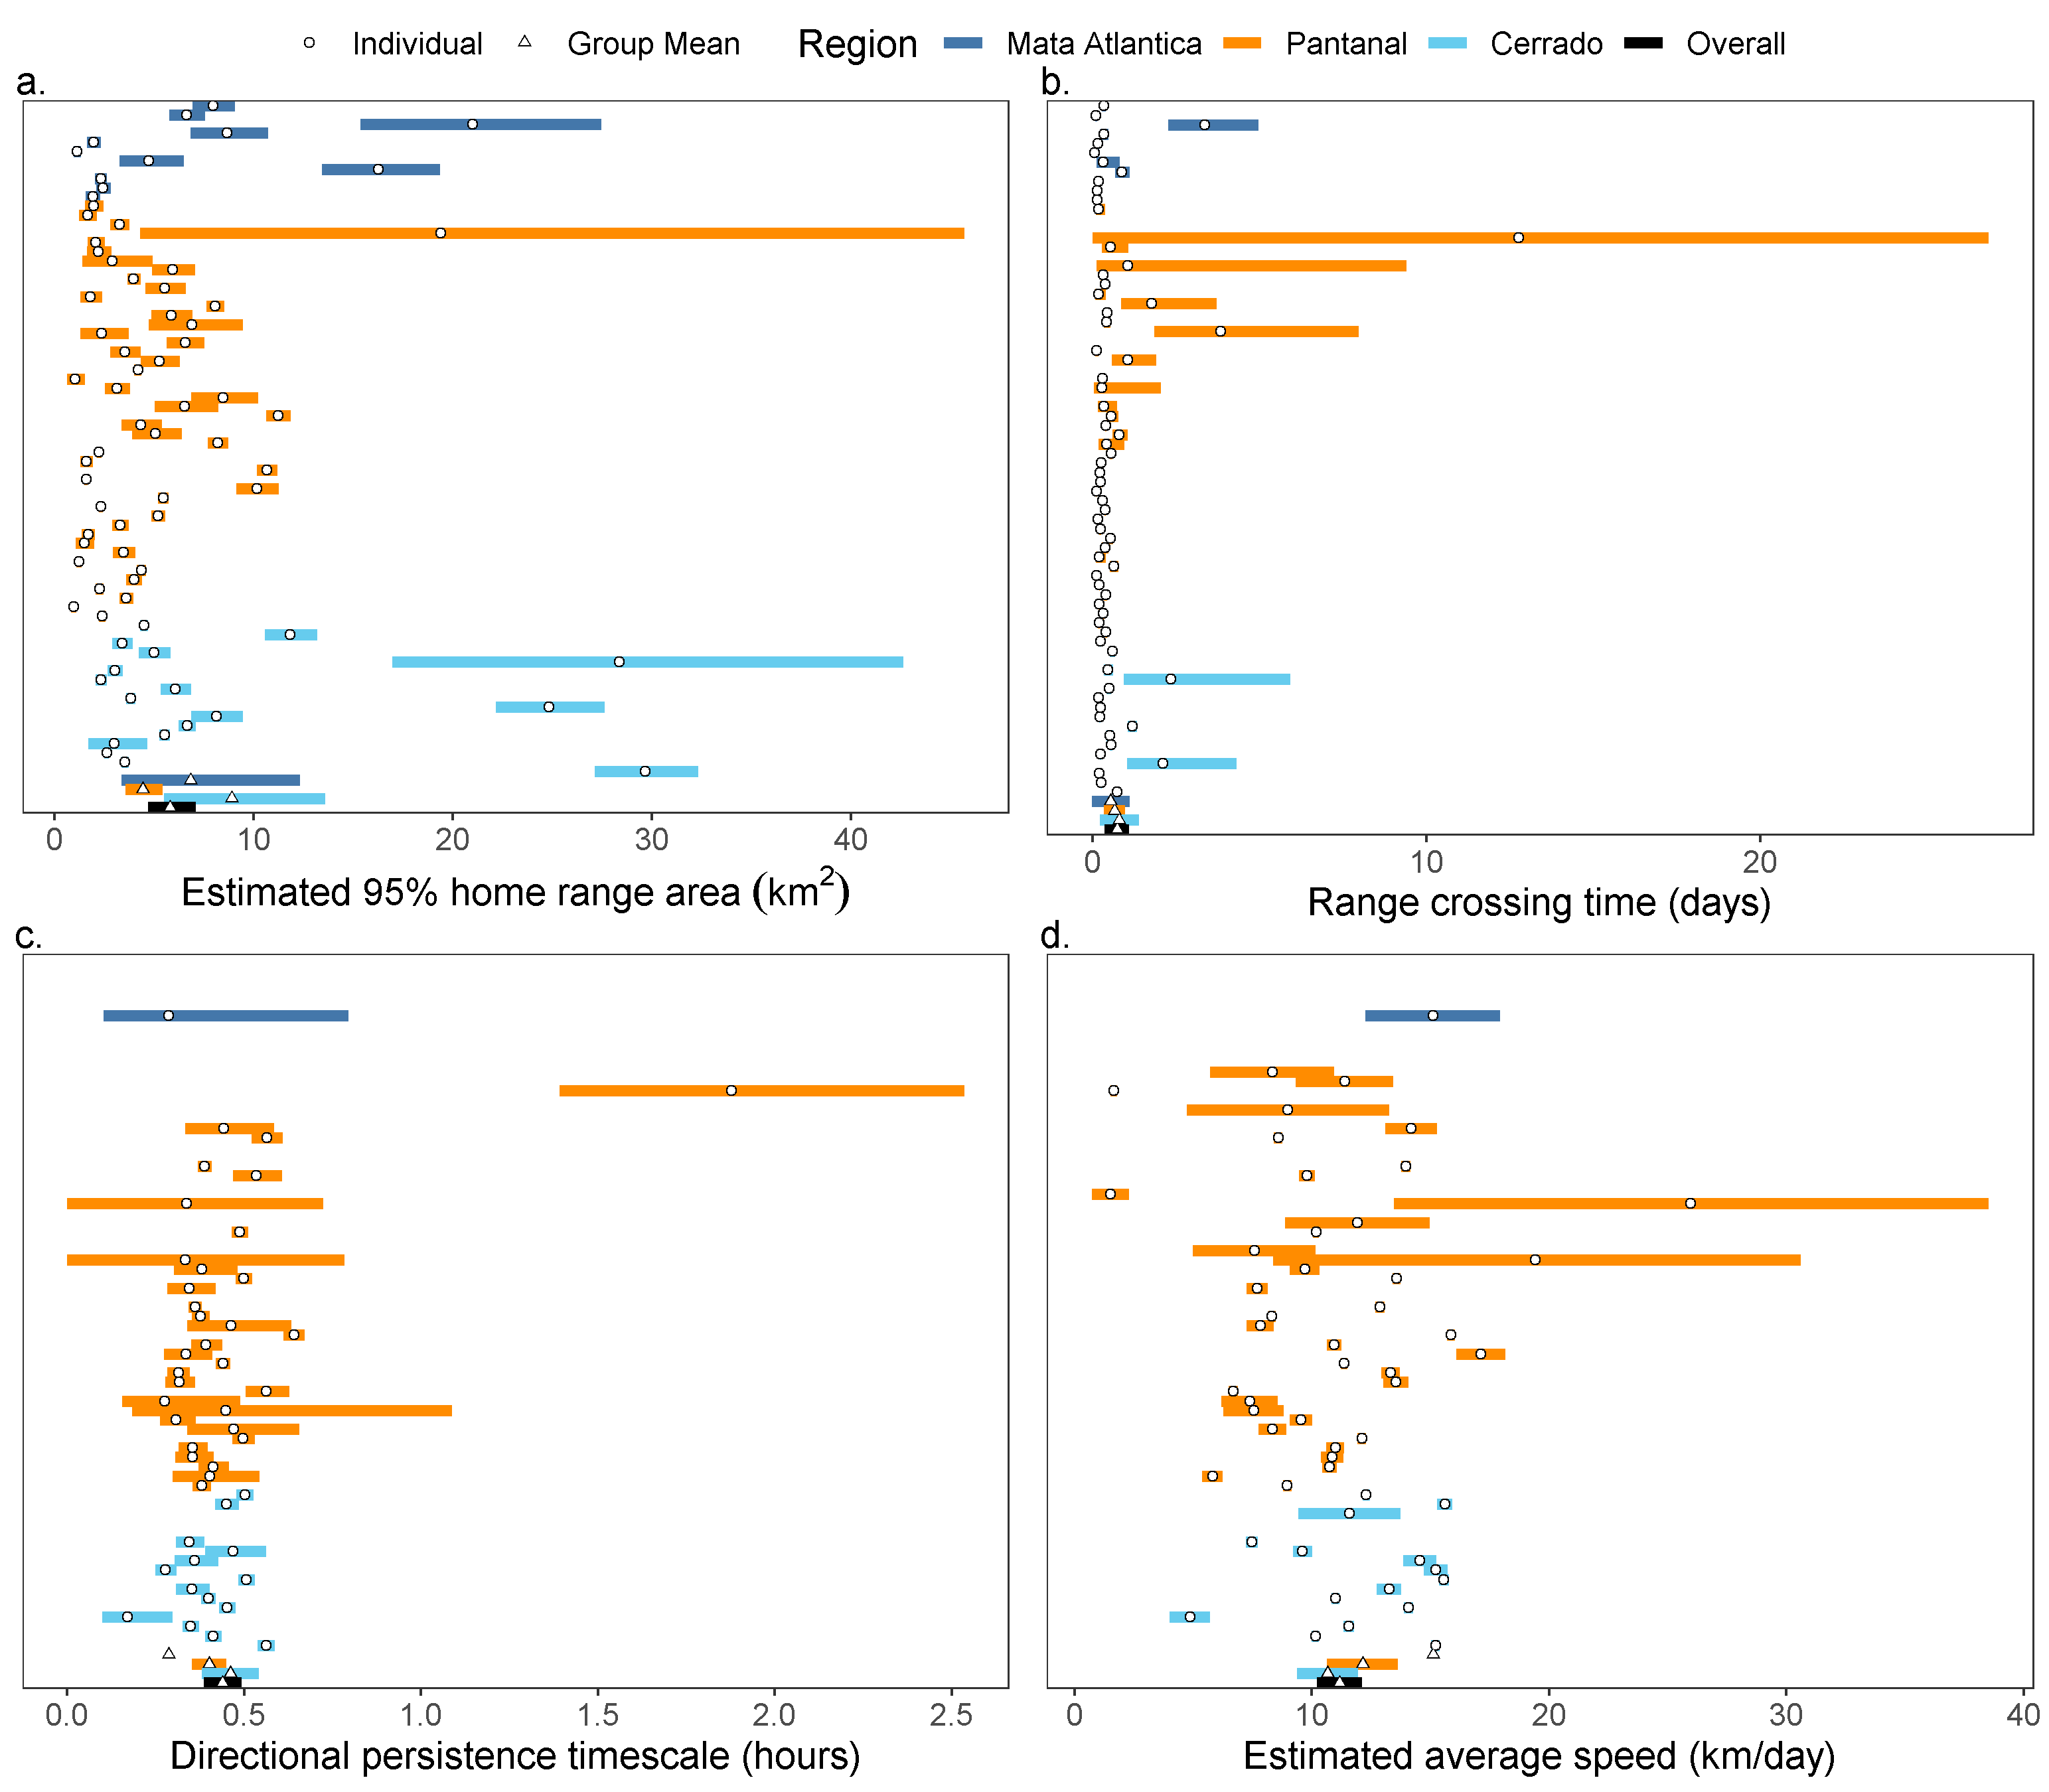 Individual Group Mean Region Mata Atlantica Pantanal Cerrado Overall
a.
b.
0 10 20 30 40
Estimated 95% home range area (km²)
0 10 20
Range crossing time (days)
c.
d.
0.0 0.5 1.0 1.5 2.0 2.5
Directional persistence timescale (hours)
0 10 20 30 40
Estimated average speed (km/day)